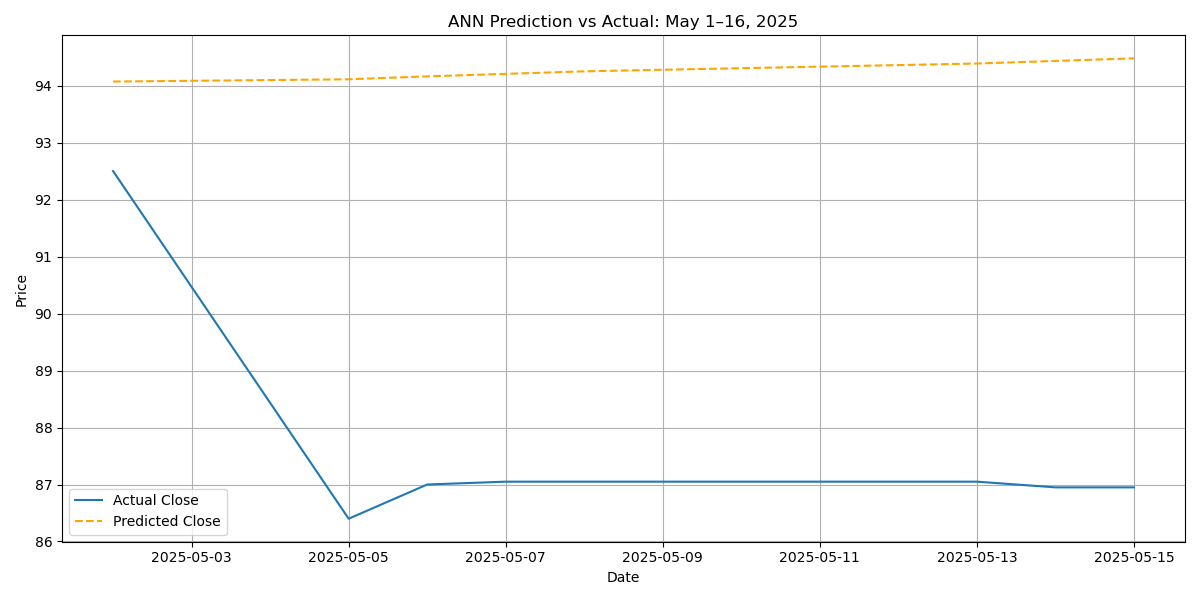 ANN Prediction vs Actual: May 1–16, 2025
Price
94
93
92
91
90
89
88
87
86
Actual Close
Predicted Close
2025-05-03 2025-05-05 2025-05-07 2025-05-09 2025-05-11 2025-05-13 2025-05-15
Date